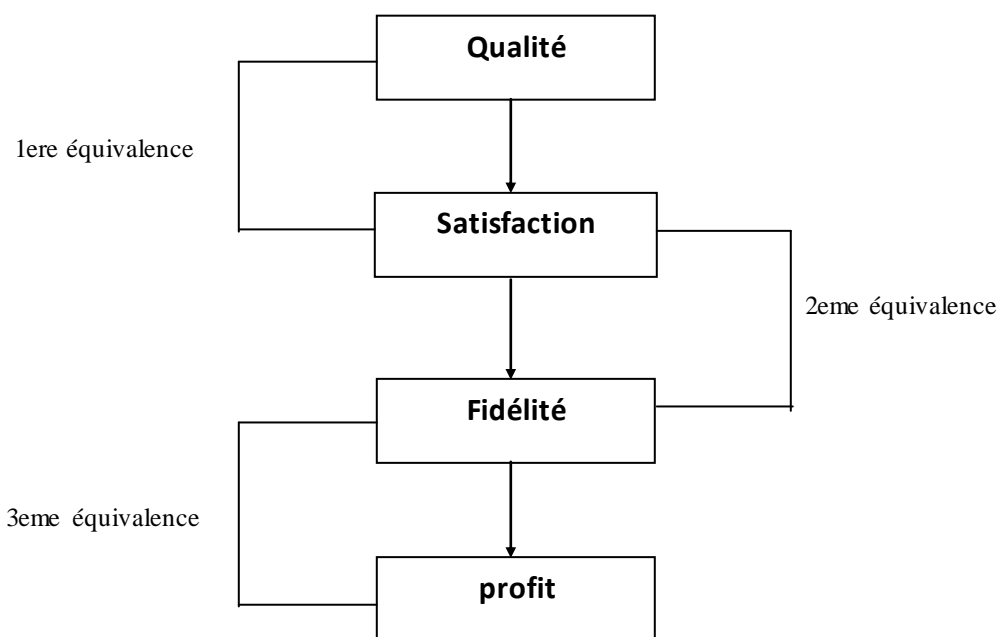 Qualité
1ere équivalence
Satisfaction
2eme équivalence
Fidélité
3eme équivalence
profit